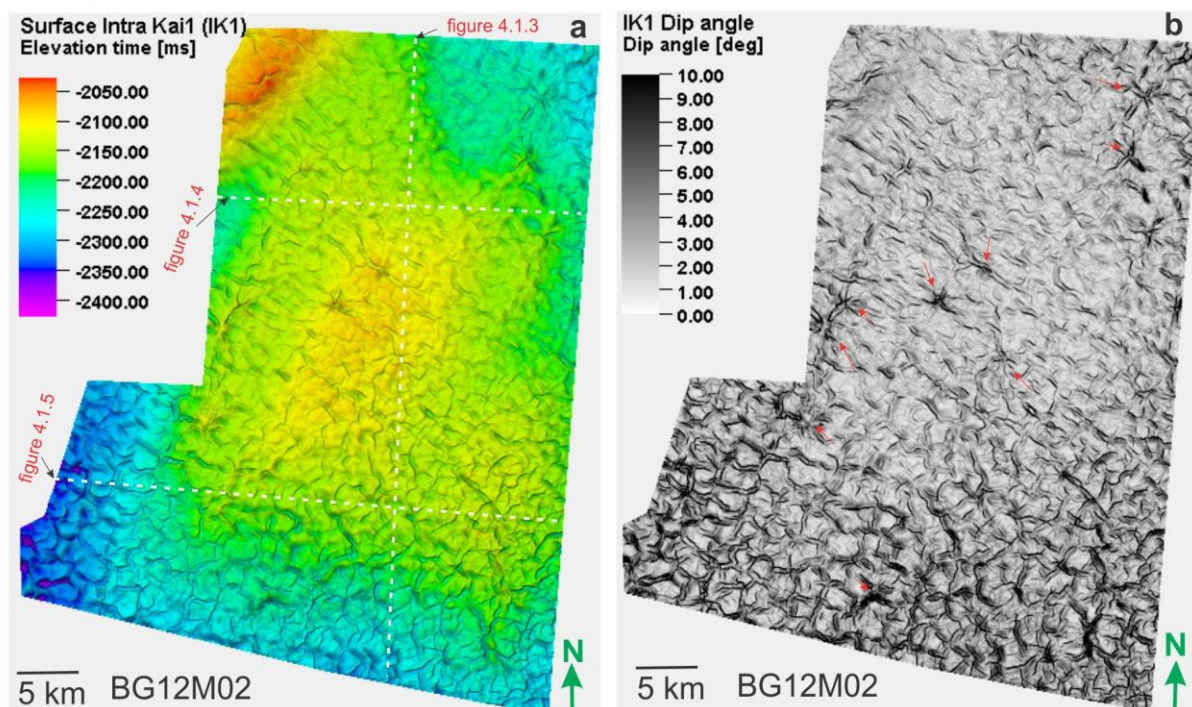 Surface Intra Kai1 (IK1)
Elevation time [ms]
figure 4.1.3
a
-2050.00
-2100.00
-2150.00
-2200.00
-2250.00
-2300.00
-2350.00
-2400.00
figure 4.1.4
figure 4.1.5
5 km
BG12M02
N
IK1 Dip angle
Dip angle [deg]
b
10.00
9.00
8.00
7.00
6.00
5.00
4.00
3.00
2.00
1.00
0.00
5 km
BG12M02
N